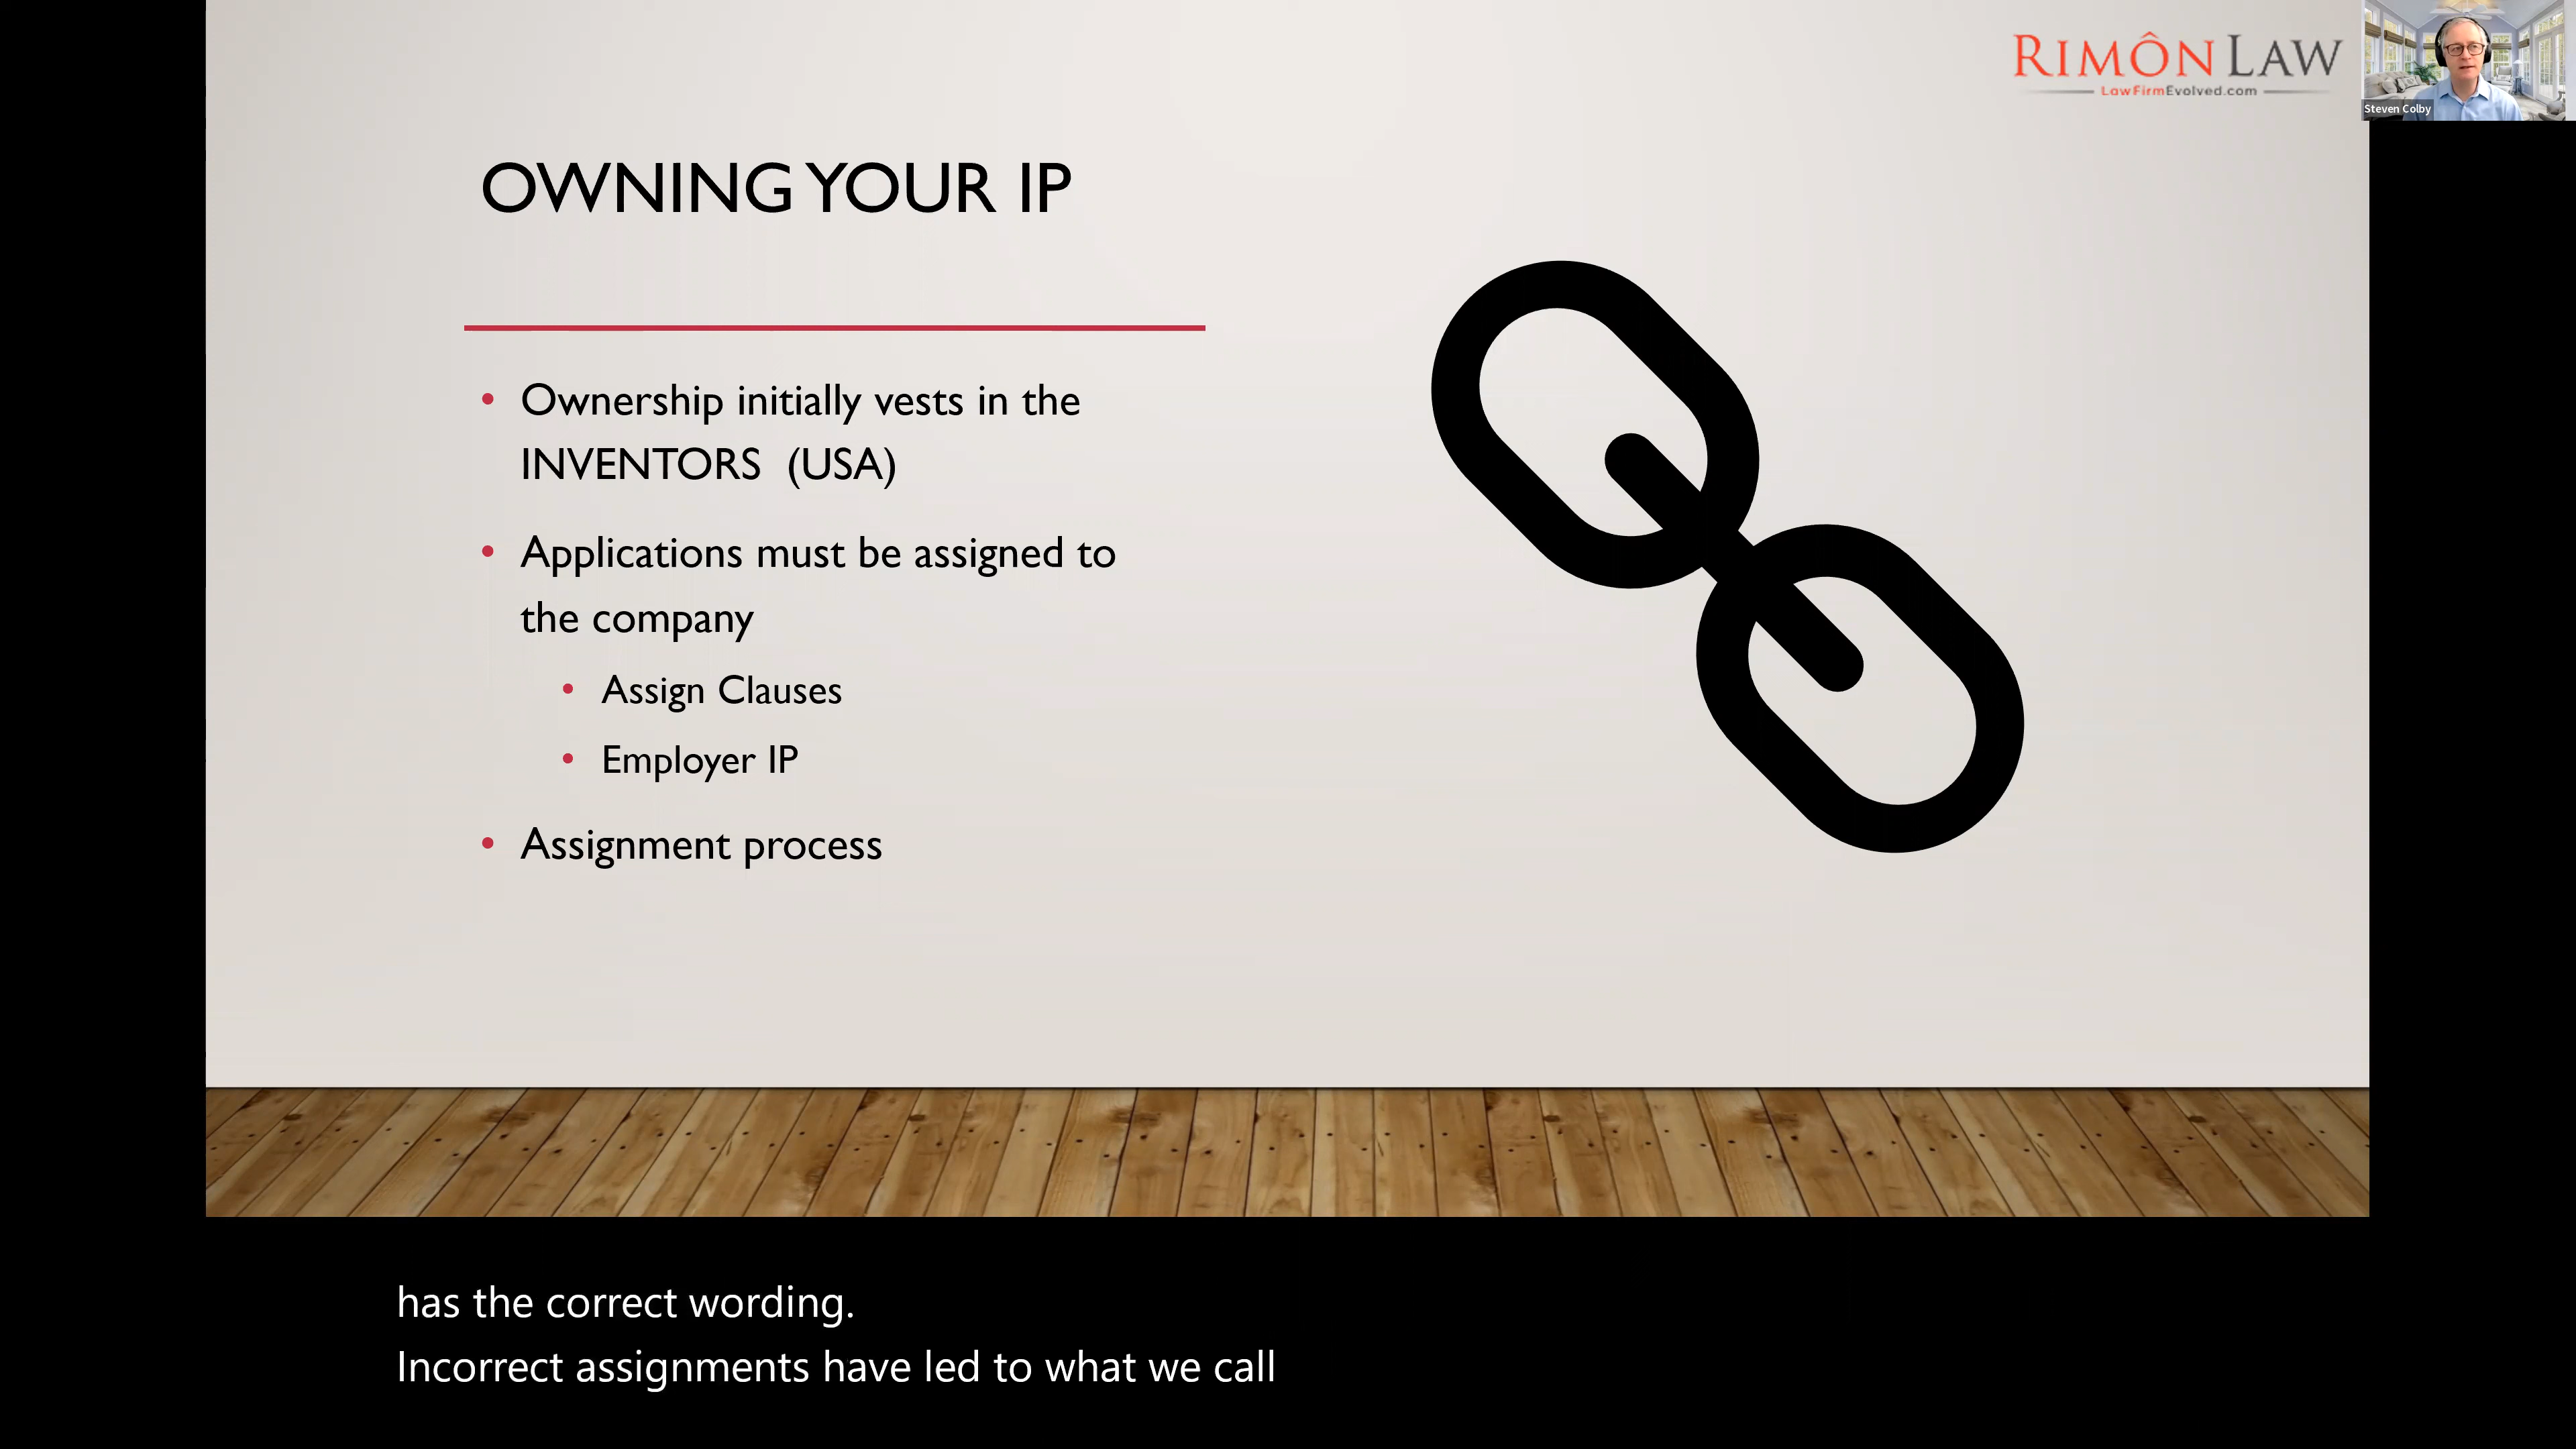 RIMÔN LAW
LawFirmEvolved.com
Steven Colby
OWNING YOUR IP
• Ownership initially vests in the
INVENTORS (USA)
• Applications must be assigned to
the company
• Assign Clauses
• Employer IP
• Assignment process
has the correct wording.
Incorrect assignments have led to what we call